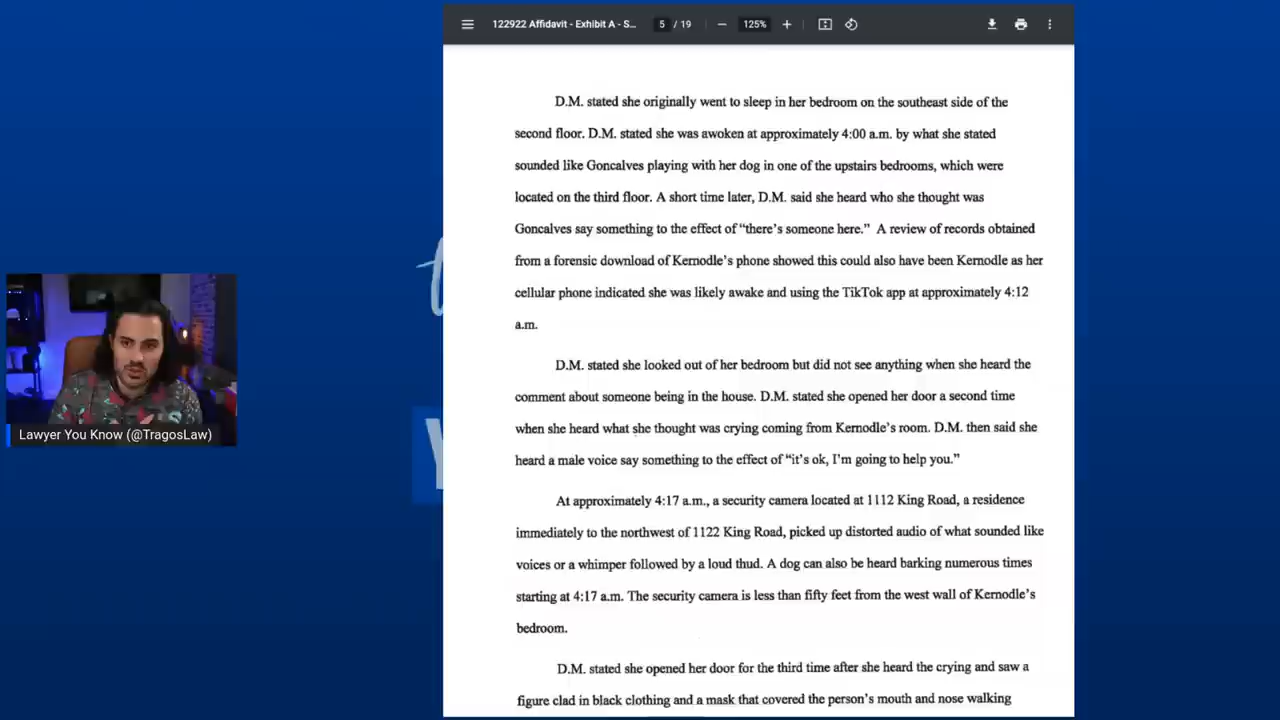 122922 Affidavit - Exhibit A - S...
5 / 19
125%
D.M. stated she originally went to sleep in her bedroom on the southeast side of the
second floor. D.M. stated she was awoken at approximately 4:00 a.m. by what she stated
sounded like Goncalves playing with her dog in one of the upstairs bedrooms, which were
located on the third floor. A short time later, D.M. said she heard who she thought was
Goncalves say something to the effect of “there’s someone here.” A review of records obtained
from a forensic download of Kernodle’s phone showed this could also have been Kernodle as her
cellular phone indicated she was likely awake and using the TikTok app at approximately 4:12
a.m.
D.M. stated she looked out of her bedroom but did not see anything when she heard the
comment about someone being in the house. D.M. stated she opened her door a second time
when she heard what she thought was crying coming from Kernodle’s room. D.M. then said she
heard a male voice say something to the effect of “it’s ok, I’m going to help you.”
At approximately 4:17 a.m., a security camera located at 1112 King Road, a residence
immediately to the northwest of 1122 King Road, picked up distorted audio of what sounded like
voices or a whimper followed by a loud thud. A dog can also be heard barking numerous times
starting at 4:17 a.m. The security camera is less than fifty feet from the west wall of Kernodle’s
bedroom.
D.M. stated she opened her door for the third time after she heard the crying and saw a
figure clad in black clothing and a mask that covered the person’s mouth and nose walking
Lawyer You Know (@TragosLaw)